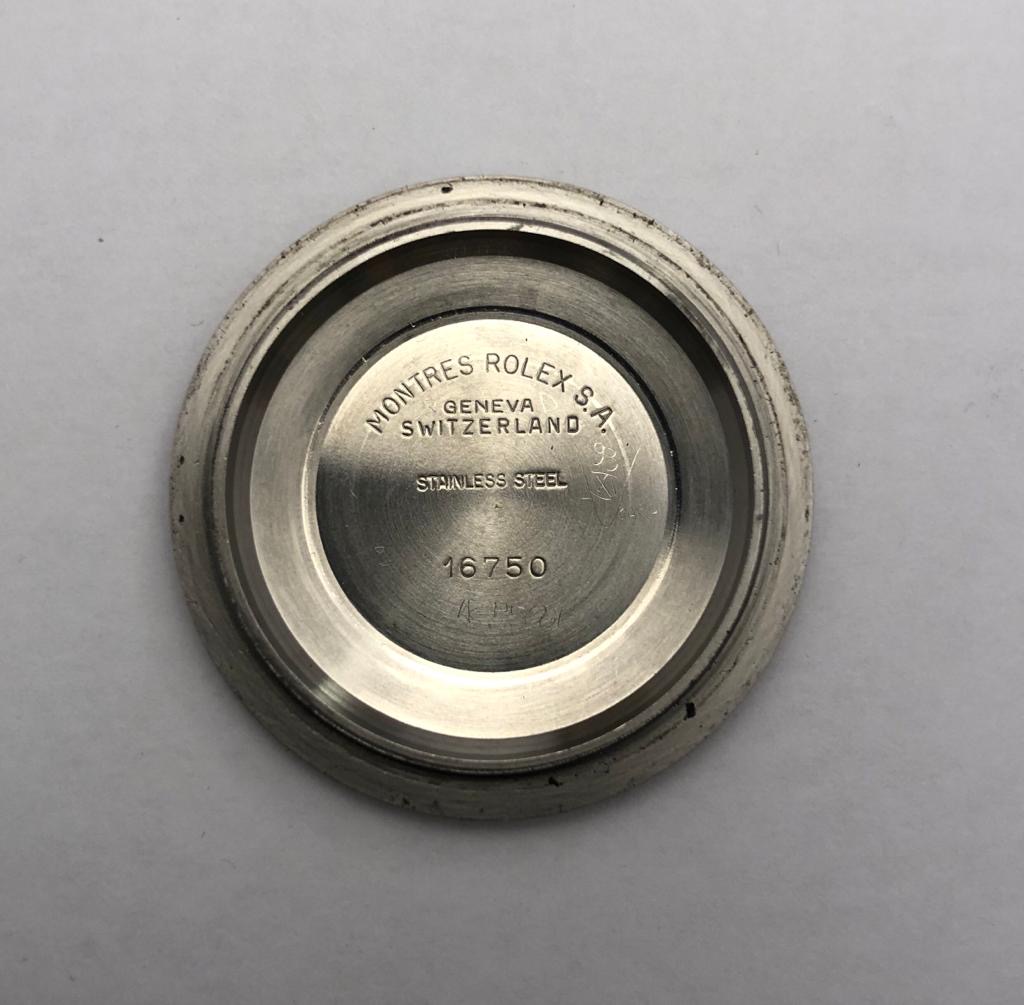 MONTRES ROLEX S.A.
GENEVA
SWITZERLAND
STAINLESS STEEL
16750